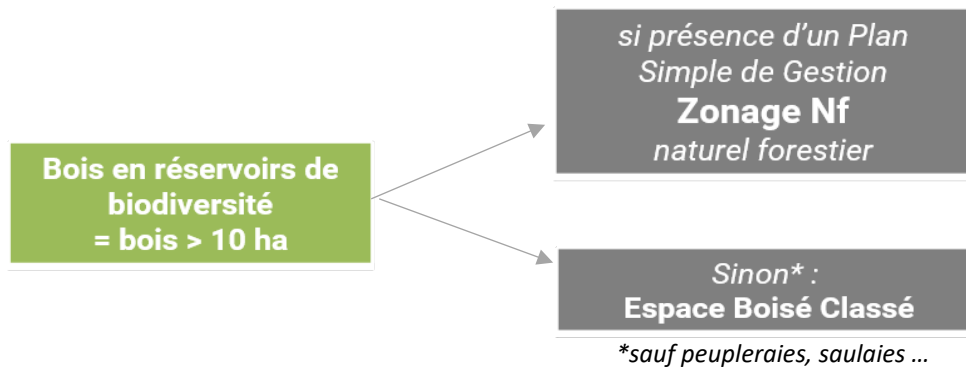 Bois en réservoirs de
biodiversité
= bois > 10 ha
si présence d'un Plan
Simple de Gestion
Zonage Nf
naturel forestier
Sinon* :
Espace Boisé Classé
*sauf peupleraies, saulaies …